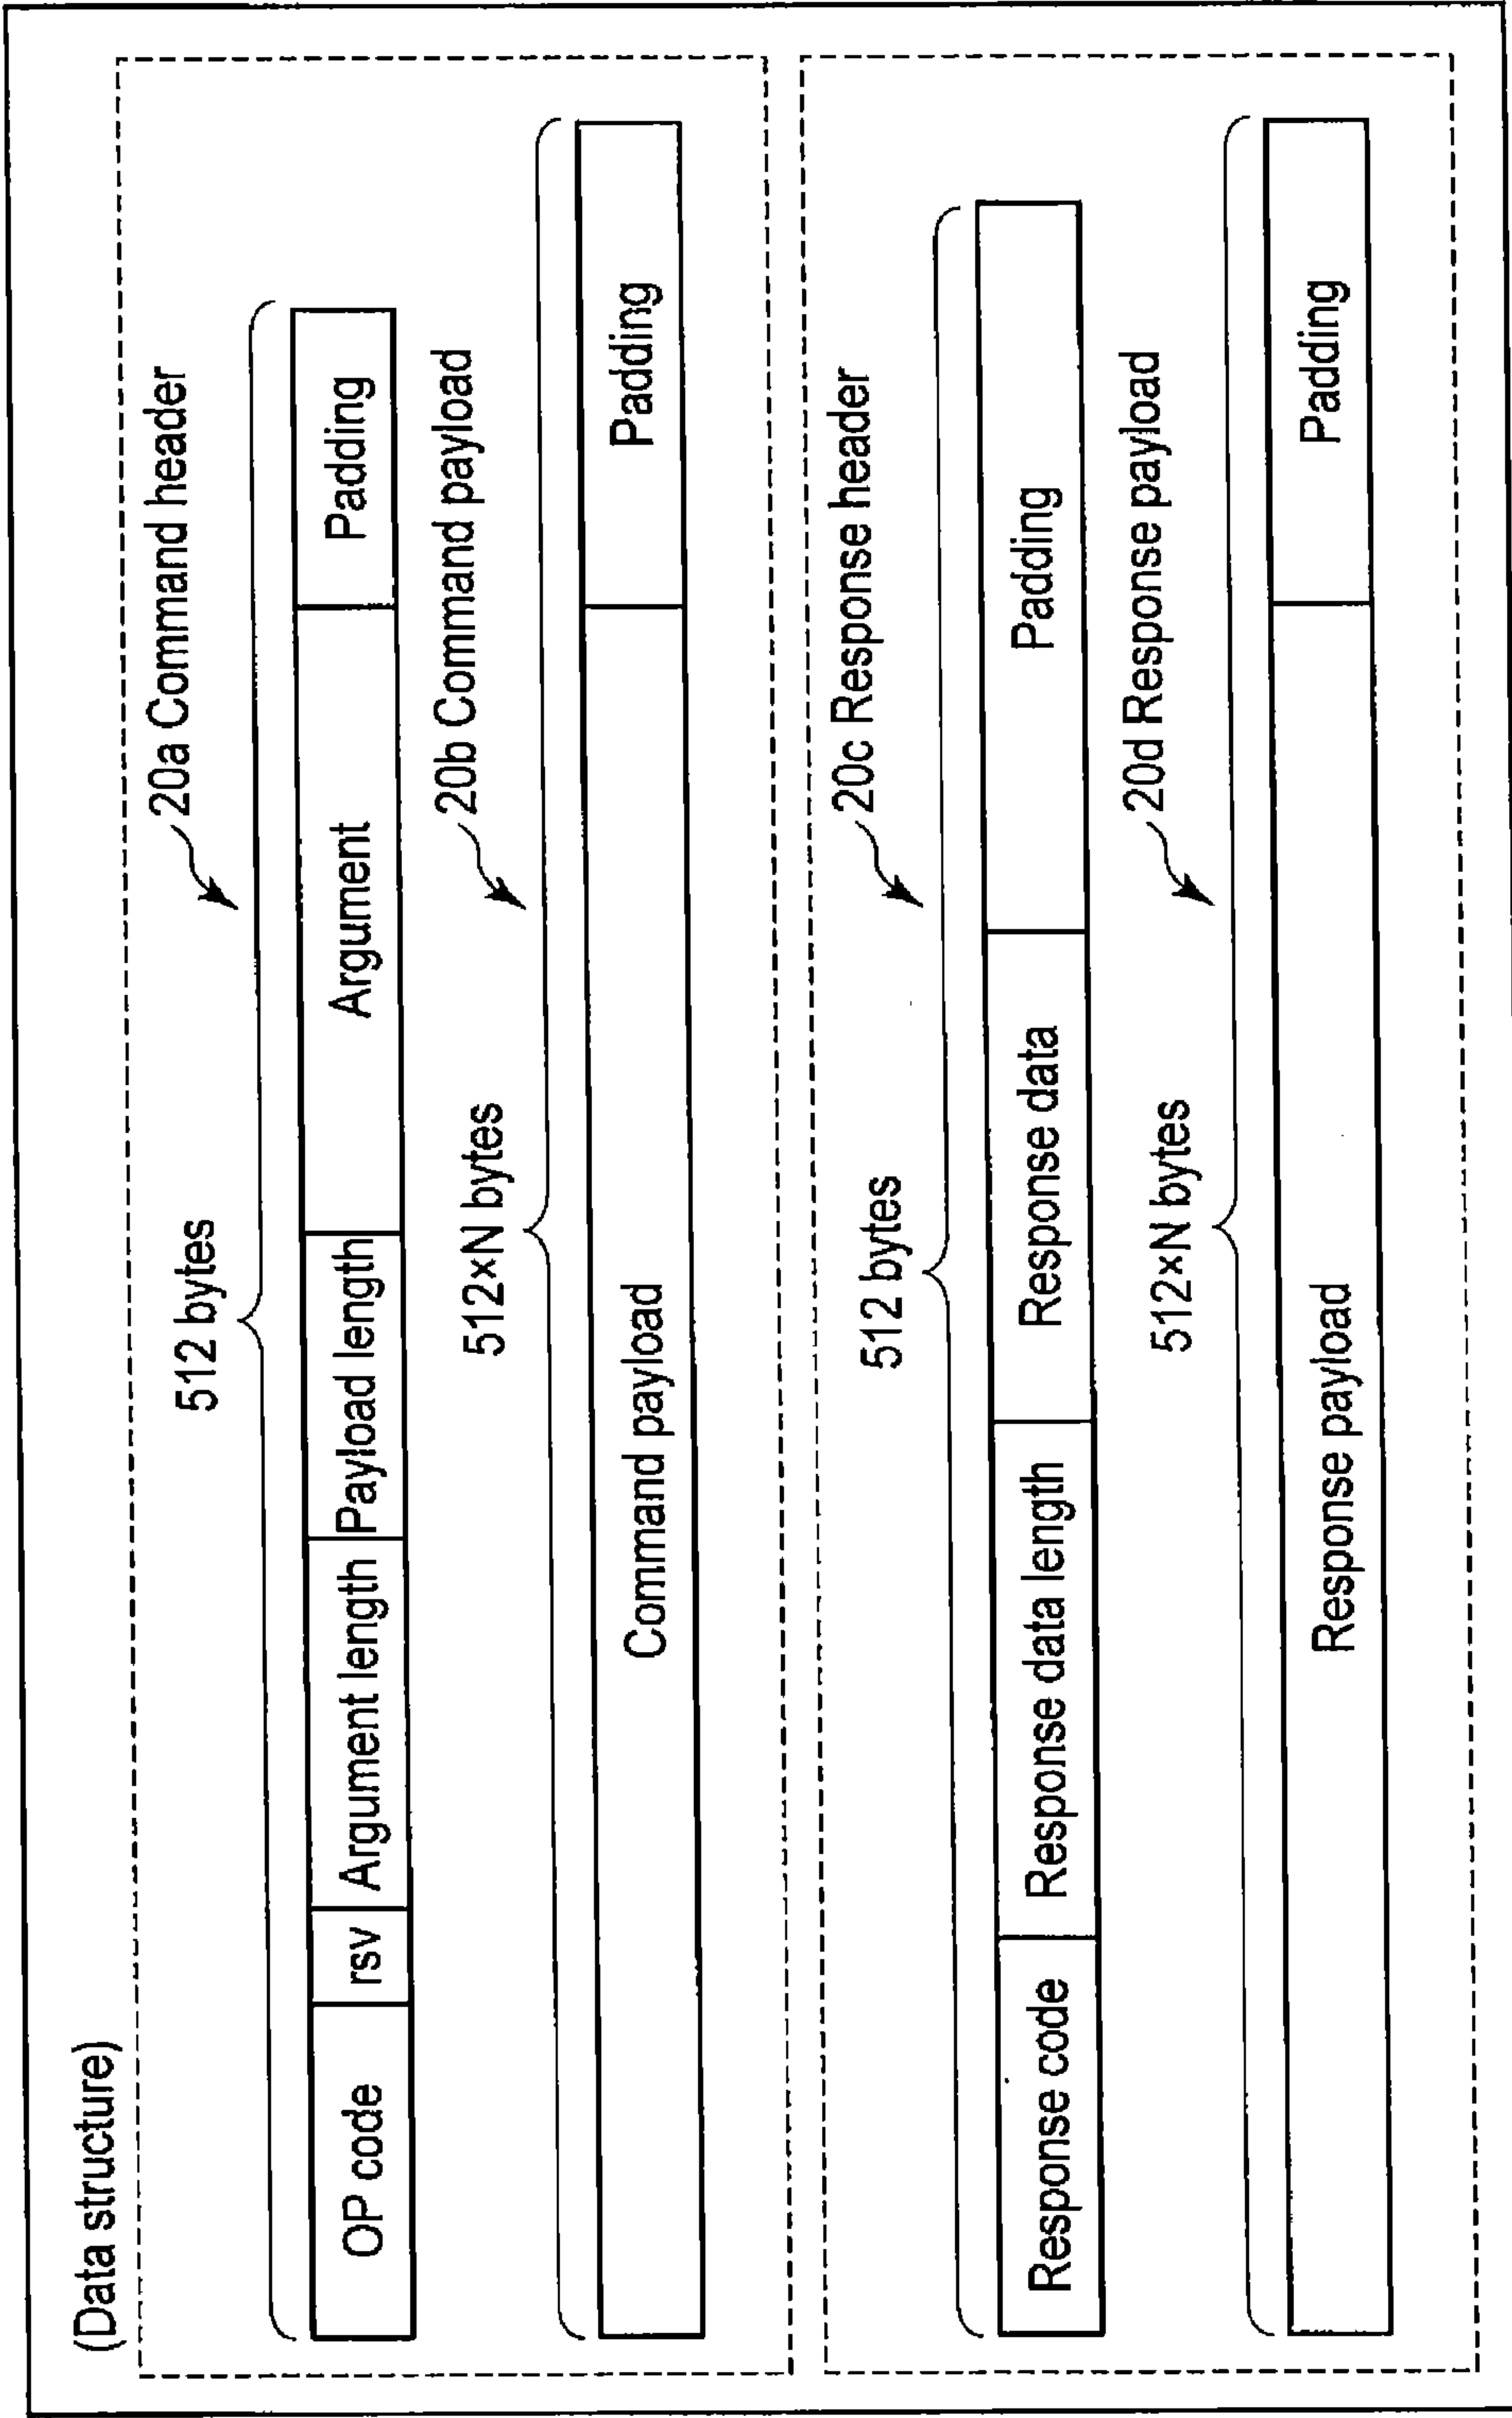 (Data structure)
20a Command header
512 bytes
OP code rsv Argument length Payload length Argument Padding
20b Command payload
512×N bytes
Command payload Padding
20c Response header
512 bytes
Response code Response data length Response data Padding
20d Response payload
512×N bytes
Response payload Padding